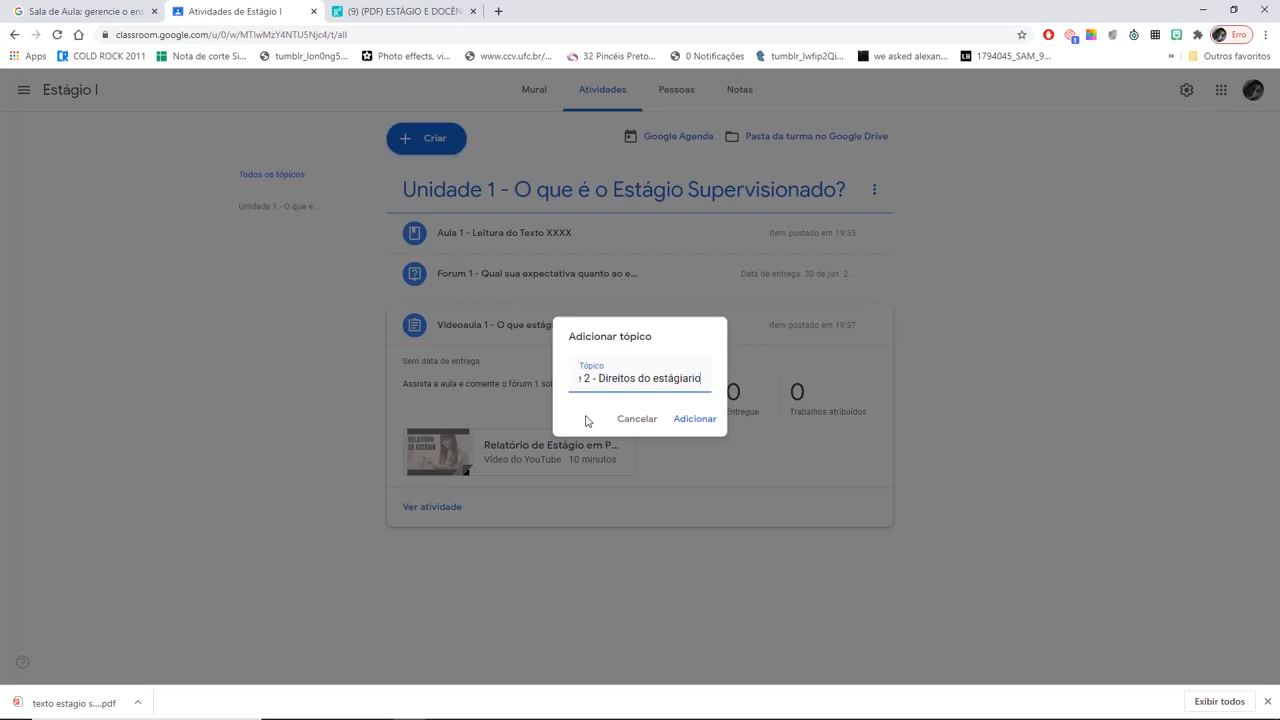 Sala de Aula: gerencie o en
Atividades de Estágio I
(9) (PDF) ESTÁGIO E DOCÊN
classroom.google.com/u/0/w/MTIwMzY4NTU5Njc4/t/all
Erro
Apps
COLD ROCK 2011
Nota de corte Si...
tumblr_lon0ng5...
Photo effects, vi...
www.ccv.ufc.br/...
32 Pincéis Preto...
0 Notificações
tumblr_lwfip2Qi...
we asked alexan...
1794045_SAM_9...
»
Outros favoritos
Estágio I
Mural
Atividades
Pessoas
Notas
Criar
Google Agenda
Pasta da turma no Google Drive
Todos os tópicos
Unidade 1 - O que é ..
Unidade 1 - O que é o Estágio Supervisionado?
Aula 1 - Leitura do Texto XXXX
Item postado em 19:35
Forum 1 - Qual sua expectativa quanto ao e...
Data de entrega: 30 de jun. 2...
Videoaula 1 - O que estág
Item postado em 19:37
Adicionar tópico
Tópico
e 2 - Direitos do estágiario
Cancelar
Adicionar
Sem data de entrega
Assista a aula e comente o fórum 1 sol
0
Entregue
0
Trabalhos atribuídos
RELATÓRIO DE ESTÁGIO
Relatório de Estágio em P...
Vídeo do YouTube 10 minutos
Ver atividade
texto estagio s....pdf
Exibir todos